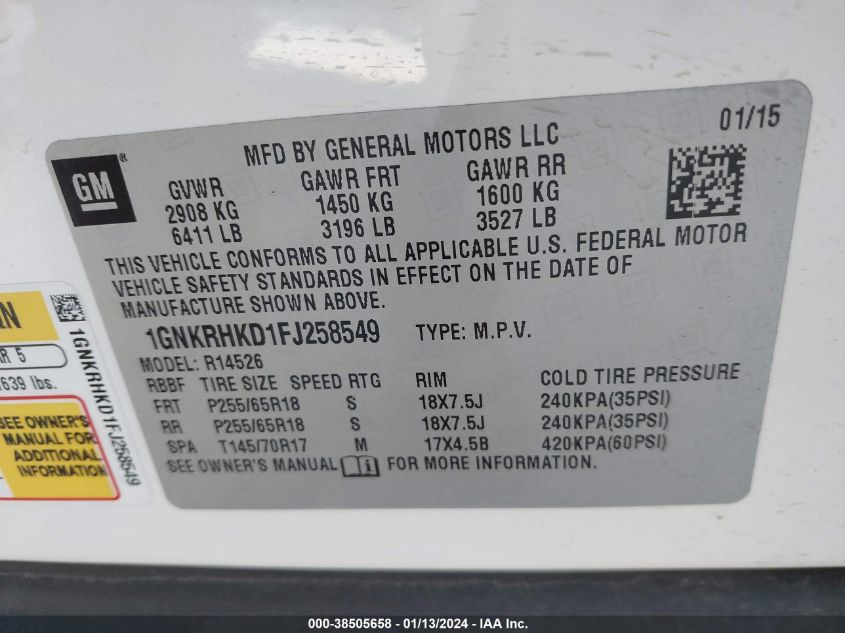 01/15
MFD BY GENERAL MOTORS LLC
GM®
GVWR GAWR FRT GAWR RR
2908 KG 1450 KG 1600 KG
6411 LB 3196 LB 3527 LB
THIS VEHICLE CONFORMS TO ALL APPLICABLE U.S. FEDERAL MOTOR
VEHICLE SAFETY STANDARDS IN EFFECT ON THE DATE OF
MANUFACTURE SHOWN ABOVE.
1GNKRHKD1FJ258549 TYPE: M.P.V.
MODEL: R14526
RBBF TIRE SIZE SPEED RTG RIM COLD TIRE PRESSURE
FRT P255/65R18 S 18X7.5J 240KPA(35PSI)
RR P255/65R18 S 18X7.5J 240KPA(35PSI)
SPA T145/70R17 M 17X4.5B 420KPA(60PSI)
SEE OWNER'S MANUAL i FOR MORE INFORMATION.
1GNKRHKD1FJ258549
R 5
639 lbs.
SEE OWNER'S
MANUAL FOR
ADDITIONAL
INFORMATION
000-38505658 - 01/13/2024 - IAA Inc.